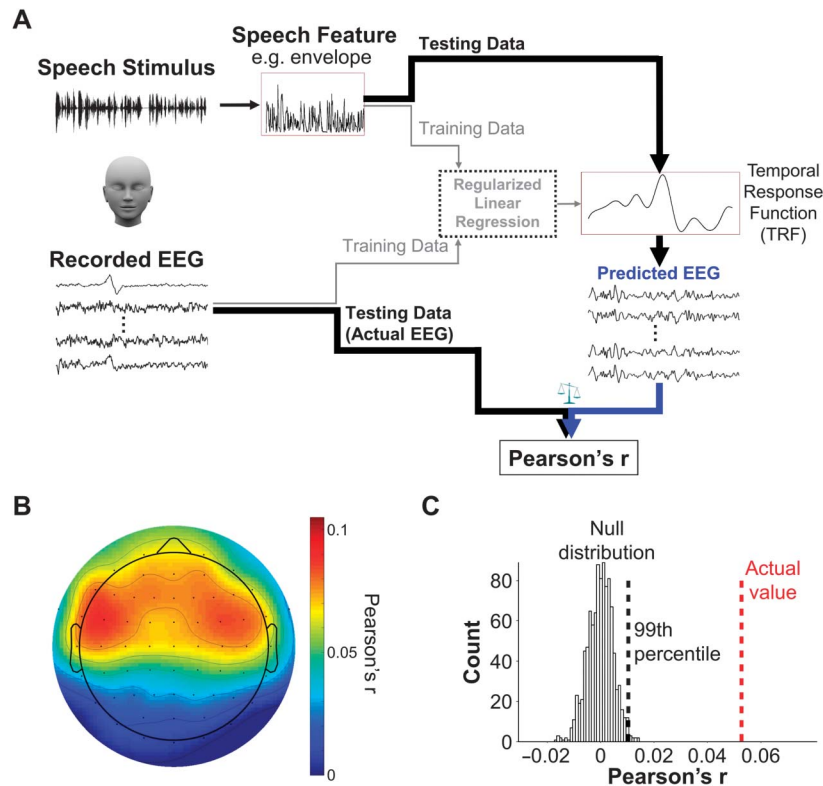 A
Speech Feature
e.g. envelope
Testing Data
Speech Stimulus
Training Data
Regularized
Linear
Regression
Temporal
Response
Function
(TRF)
Training Data
Recorded EEG
Predicted EEG
Testing Data
(Actual EEG)
Pearson's r
B
0.1
0.05
0
Pearson's r
C
Null
distribution
Actual
value
99th
percentile
Count
80
60
40
20
0
−0.02
0
0.02
0.04
0.06
Pearson's r